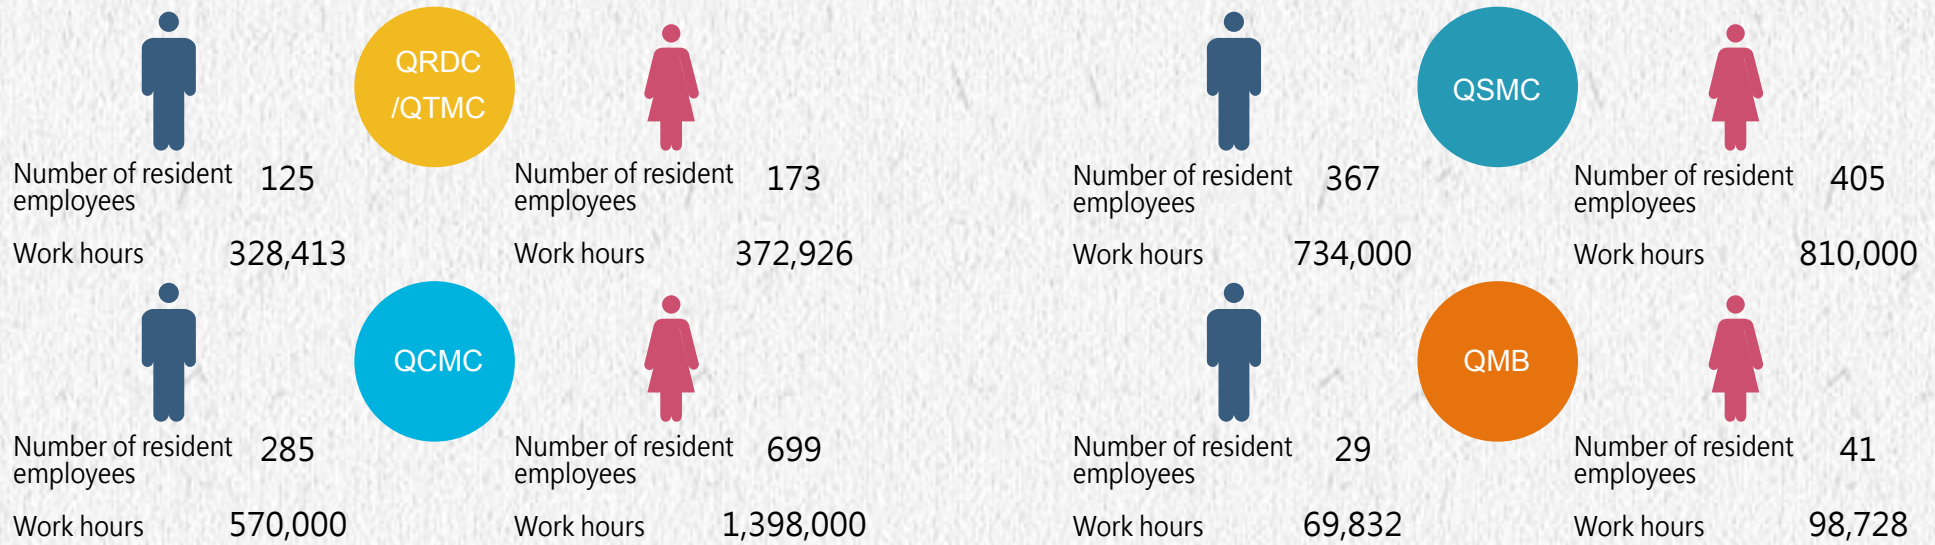 QRDC
/QTMC
Number of resident employees 125
Work hours 328,413
Number of resident employees 173
Work hours 372,926
QSMC
Number of resident employees 367
Work hours 734,000
Number of resident employees 405
Work hours 810,000
QCMC
Number of resident employees 285
Work hours 570,000
Number of resident employees 699
Work hours 1,398,000
QMB
Number of resident employees 29
Work hours 69,832
Number of resident employees 41
Work hours 98,728